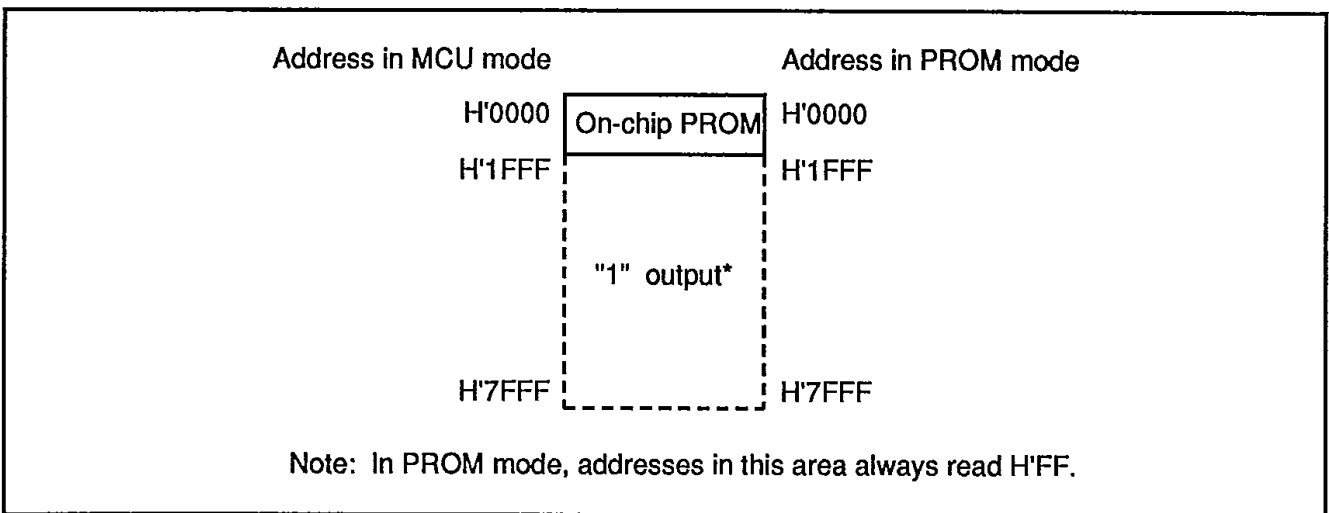 Address in MCU mode Address in PROM mode
H'0000 On-chip PROM H'0000
H'1FFF H'1FFF
"1" output*
H'7FFF H'7FFF
Note: In PROM mode, addresses in this area always read H'FF.